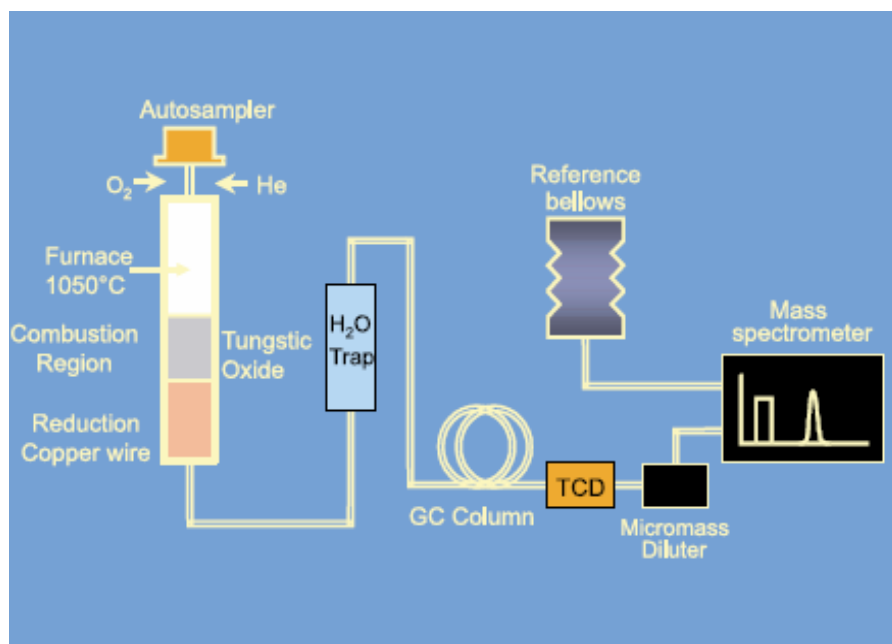 Autosampler
O₂
He
Furnace
1050°C
Combustion
Region
Tungstic
Oxide
Reduction
Copper wire
H₂O
Trap
GC Column
TCD
Micromass
Diluter
Reference
bellows
Mass
spectrometer